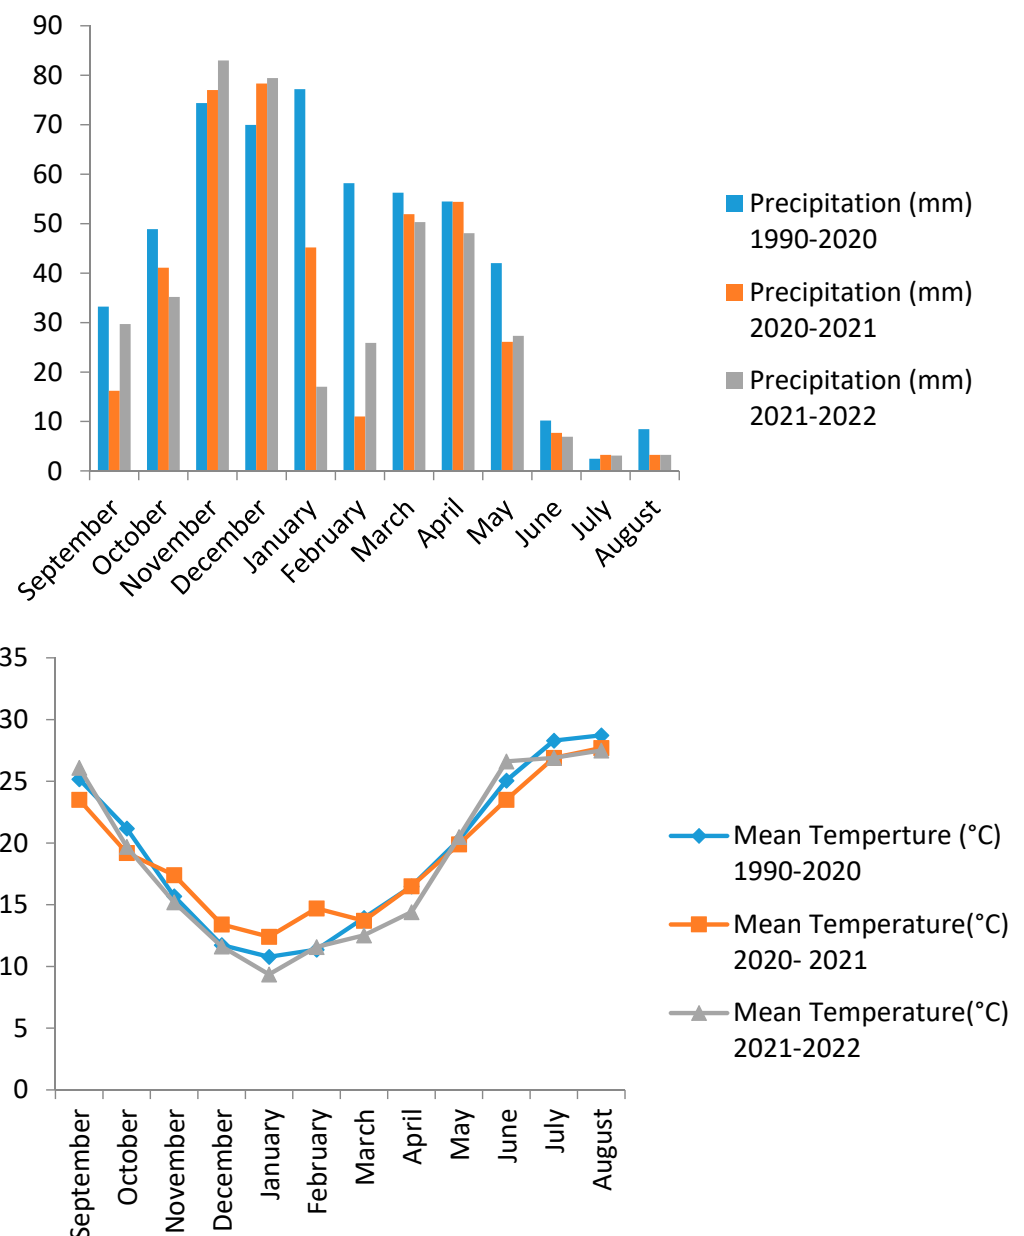 90
80
70
60
50
40
30
20
10
0
September
October
November
December
January
February
March
April
May
June
July
August
Precipitation (mm)
1990-2020
Precipitation (mm)
2020-2021
Precipitation (mm)
2021-2022
35
30
25
20
15
10
5
0
September
October
November
December
January
February
March
April
May
June
July
August
Mean Temperture (°C)
1990-2020
Mean Temperature(°C)
2020- 2021
Mean Temperature(°C)
2021-2022